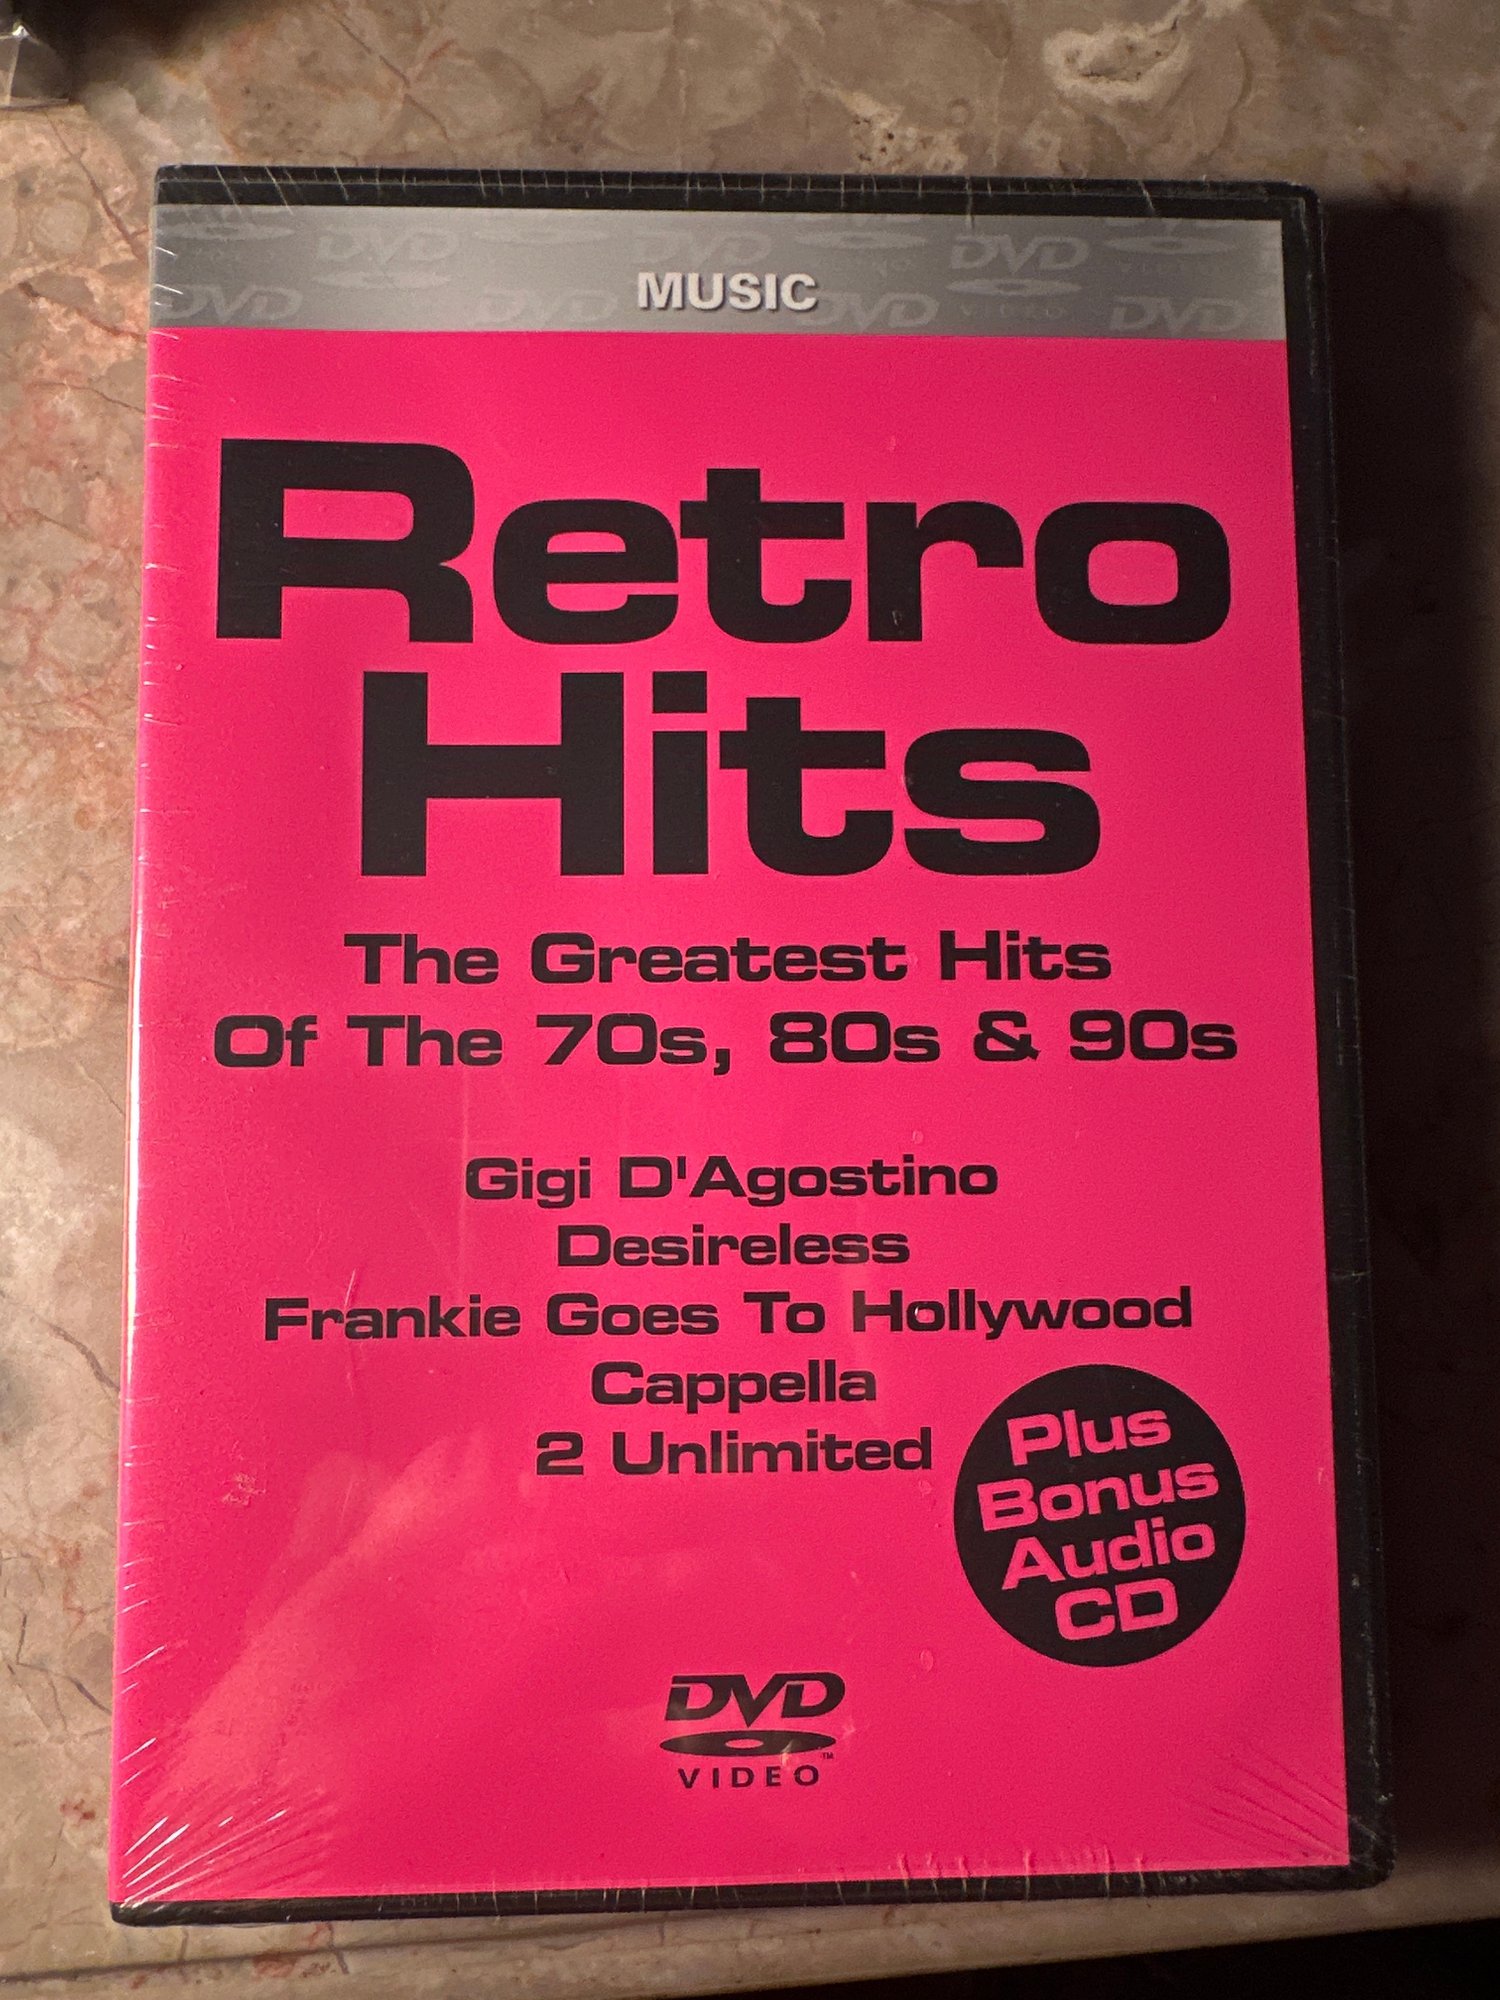 MUSIC
Retro
Hits
The Greatest Hits
Of The 70s, 80s & 90s
Gigi D'Agostino
Desireless
Frankie Goes To Hollywood
Cappella
2 Unlimited
Plus
Bonus
Audio
CD
DVD
VIDEO